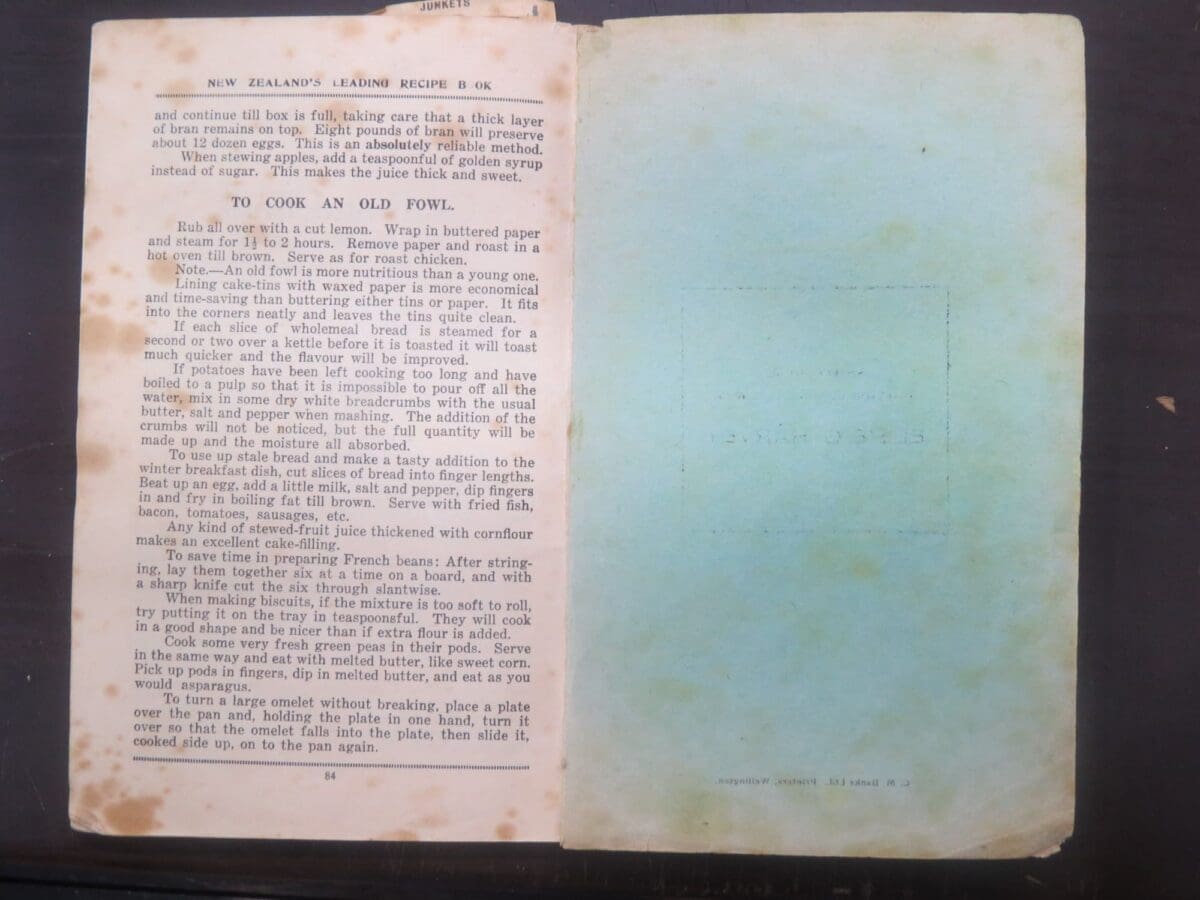 JUNKETS
NEW ZEALAND'S LEADING RECIPE B OK
and continue till box is full, taking care that a thick layer
of bran remains on top. Eight pounds of bran will preserve
about 12 dozen eggs. This is an absolutely reliable method.
When stewing apples, add a teaspoonful of golden syrup
instead of sugar. This makes the juice thick and sweet.
TO COOK AN OLD FOWL.
Rub all over with a cut lemon. Wrap in buttered paper
and steam for 1½ to 2 hours. Remove paper and roast in a
hot oven till brown. Serve as for roast chicken.
Note.—An old fowl is more nutritious than a young one.
Lining cake-tins with waxed paper is more economical
and time-saving than buttering either tins or paper. It fits
into the corners neatly and leaves the tins quite clean.
If each slice of wholemeal bread is steamed for a
second or two over a kettle before it is toasted it will toast
much quicker and the flavour will be improved.
If potatoes have been left cooking too long and have
boiled to a pulp so that it is impossible to pour off all the
water, mix in some dry white breadcrumbs with the usual
butter, salt and pepper when mashing. The addition of the
crumbs will not be noticed, but the full quantity will be
made up and the moisture all absorbed.
To use up stale bread and make a tasty addition to the
winter breakfast dish, cut slices of bread into finger lengths.
Beat up an egg, add a little milk, salt and pepper, dip fingers
in and fry in boiling fat till brown. Serve with fried fish,
bacon, tomatoes, sausages, etc.
Any kind of stewed-fruit juice thickened with cornflour
makes an excellent cake-filling.
To save time in preparing French beans: After string-
ing, lay them together six at a time on a board, and with
a sharp knife cut the six through slantwise.
When making biscuits, if the mixture is too soft to roll,
try putting it on the tray in teaspoonsful. They will cook
in a good shape and be nicer than if extra flour is added.
Cook some very fresh green peas in their pods. Serve
in the same way and eat with melted butter, like sweet corn.
Pick up pods in fingers, dip in melted butter, and eat as you
would asparagus.
To turn a large omelet without breaking, place a plate
over the pan and, holding the plate in one hand, turn it
over so that the omelet falls into the plate, then slide it,
cooked side up, on to the pan again.
84
C. M. Banks Ltd., Printers, Wellington.